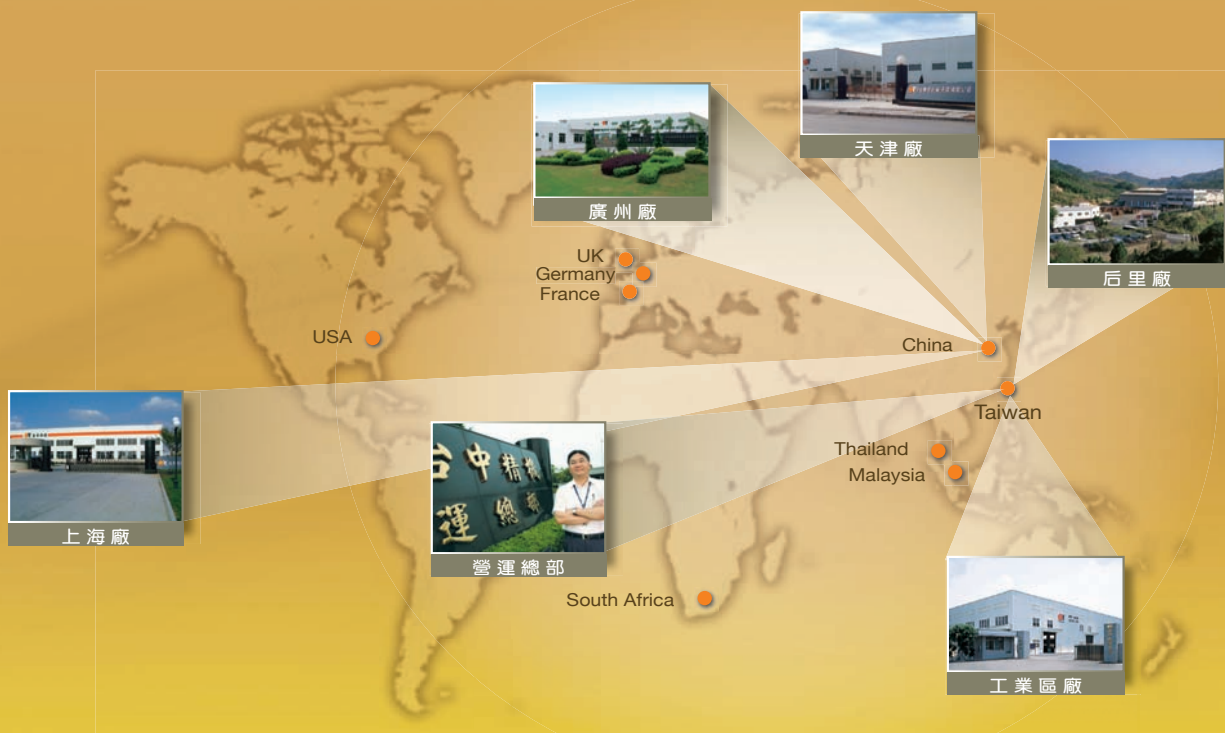 天津廠
廣州廠
后里廠
UK
Germany
France
USA
China
Taiwan
Thailand
Malaysia
上海廠
台中精機
運總部
營運總部
South Africa
工業區廠